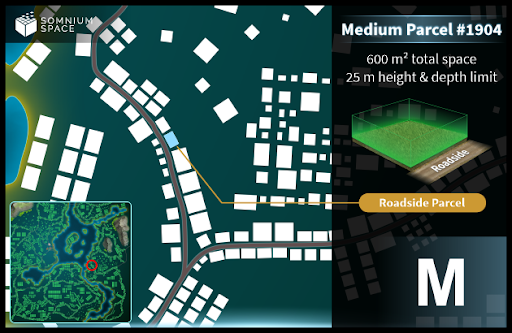 SOMNIUM
SPACE
Medium Parcel #1904
600 m² total space
25 m height & depth limit
Roadside
Roadside Parcel
M